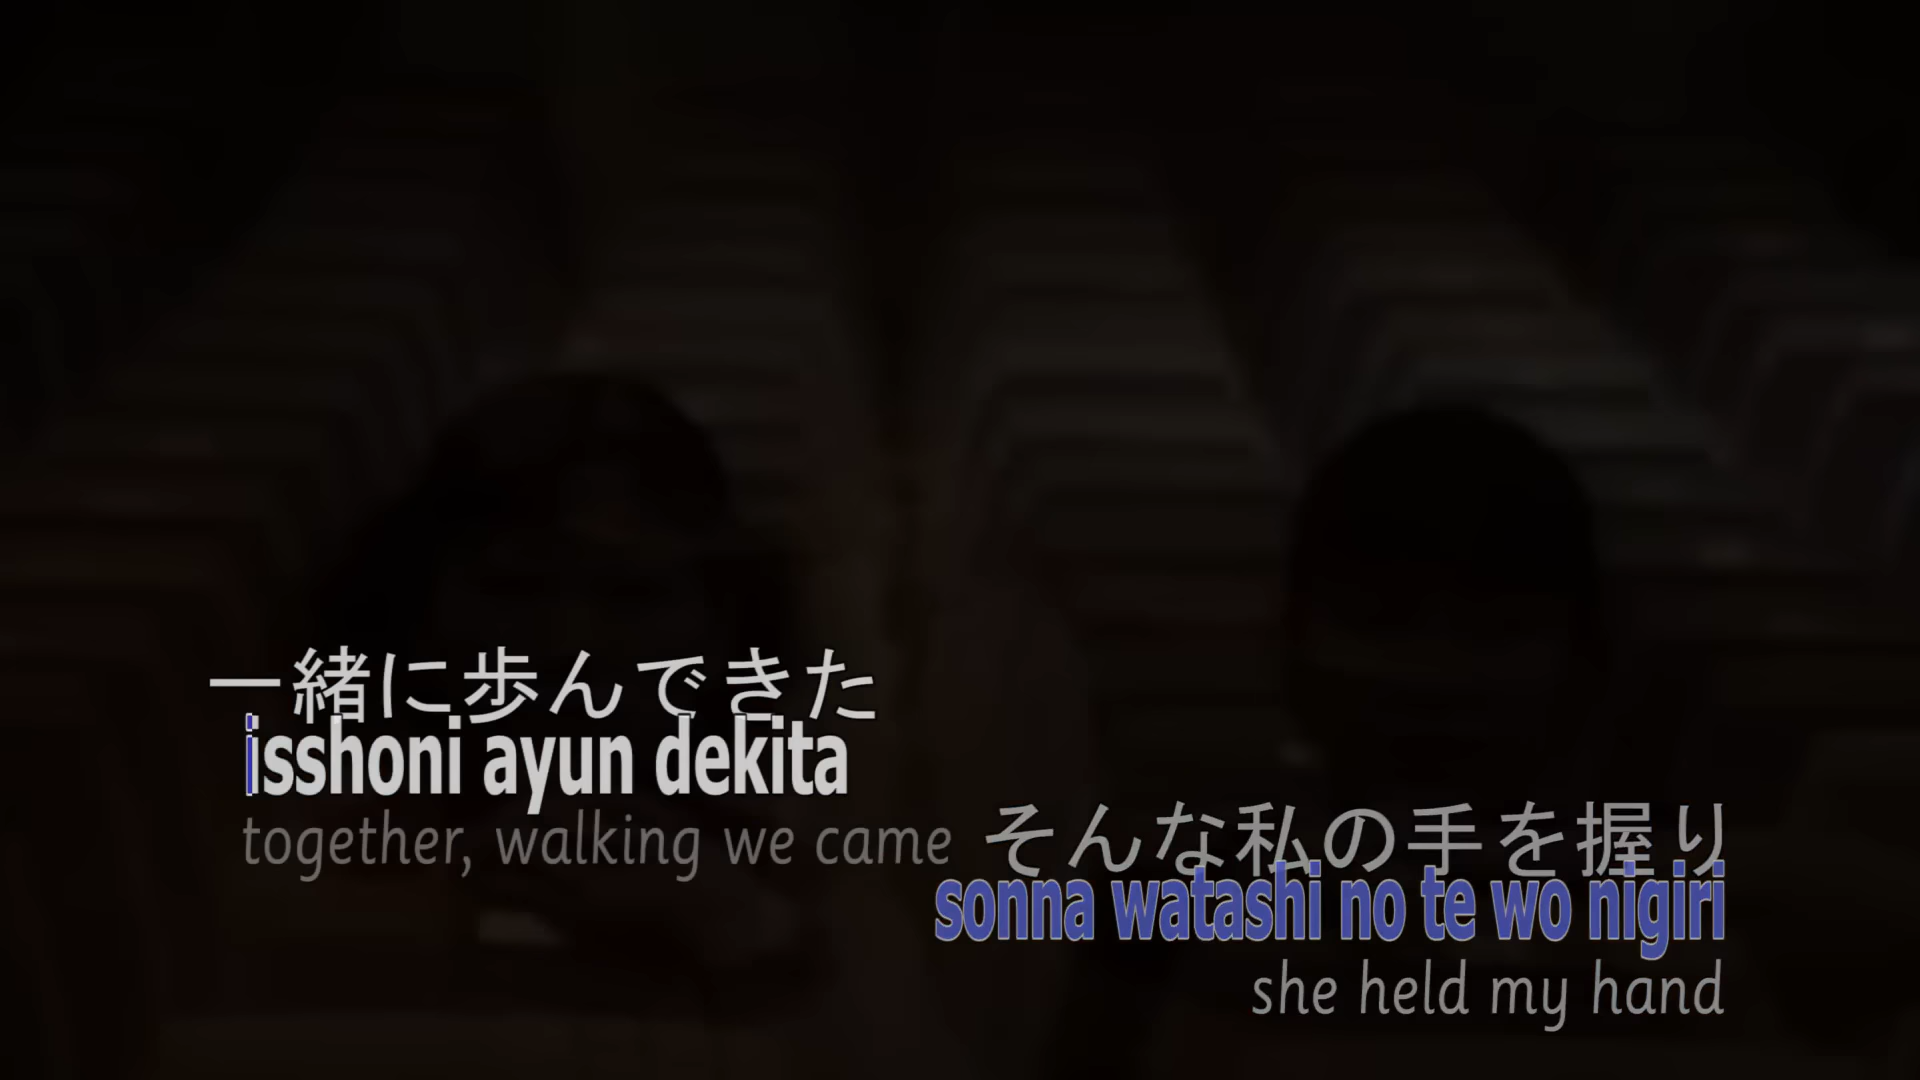 一緒に歩んできた
isshoni ayun dekita
together, walking we came
そんな私の手を握り
sonna watashi no te wo nigiri
she held my hand